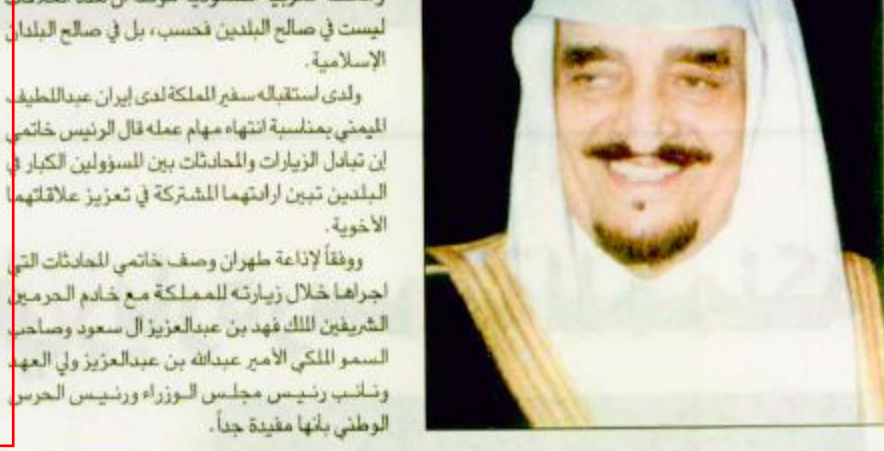 ليست في صالح البلدين فحسب، بل في صالح البلدان
الإسلامية.
ولدى استقباله سفير المملكة لدى إيران عبداللطيف
الميمني بمناسبة انتهاء مهام عمله قال الرئيس خاتمي
إن تبادل الزيارات والمحادثات بين المسؤولين الكبار في
البلدين تبين ارادتهما المشتركة في تعزيز علاقاتهما
الأخوية.
ووفقاً لإذاعة طهران وصف خاتمي المحادثات التي
اجراها خلال زيارته للمملكة مع خادم الحرمين
الشريفين الملك فهد بن عبدالعزيز آل سعود وصاحب
السمو الملكي الأمير عبدالله بن عبدالعزيز ولي العهد
ونائب رئيس مجلس الوزراء ورئيس الحرس
الوطني بأنها مفيدة جداً.